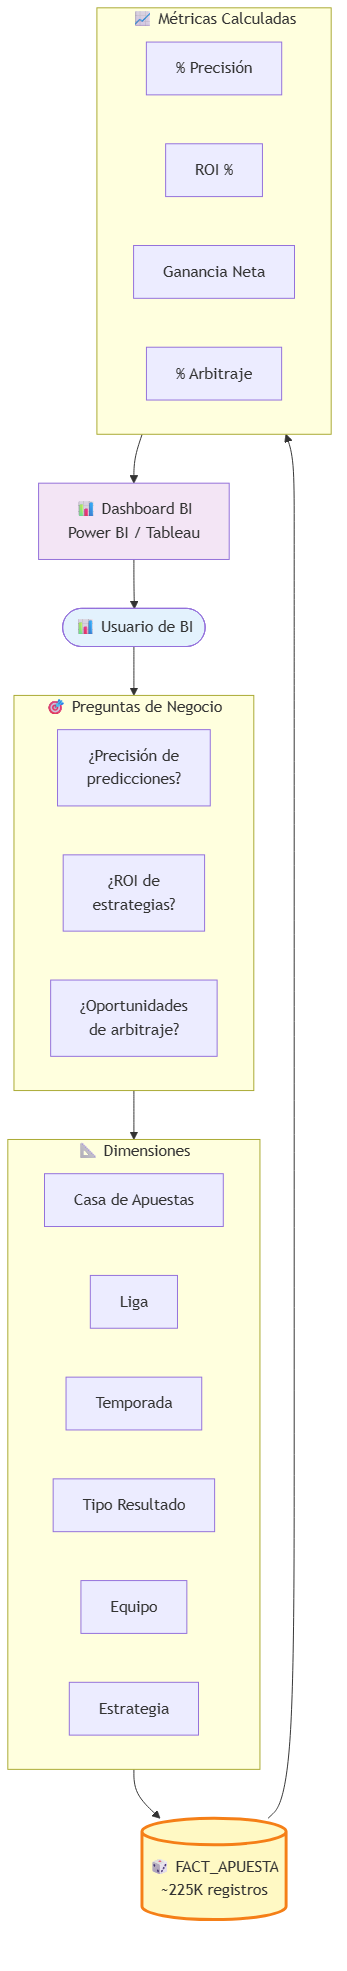 📈 Métricas Calculadas
% Precisión
ROI %
Ganancia Neta
% Arbitraje
📊 Dashboard BI
Power BI / Tableau
📊 Usuario de BI
🎯 Preguntas de Negocio
¿Precisión de
predicciones?
¿ROI de
estrategias?
¿Oportunidades
de arbitraje?
📐 Dimensiones
Casa de Apuestas
Liga
Temporada
Tipo Resultado
Equipo
Estrategia
🎲 FACT_APUESTA
~225K registros